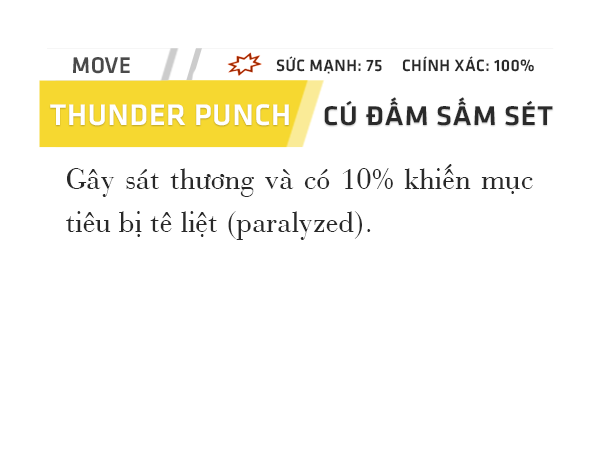 MOVE SỨC MẠNH: 75 CHÍNH XÁC: 100%
THUNDER PUNCH CÚ ĐẤM SẤM SÉT
Gây sát thương và có 10% khiến mục
tiêu bị tê liệt (paralyzed).